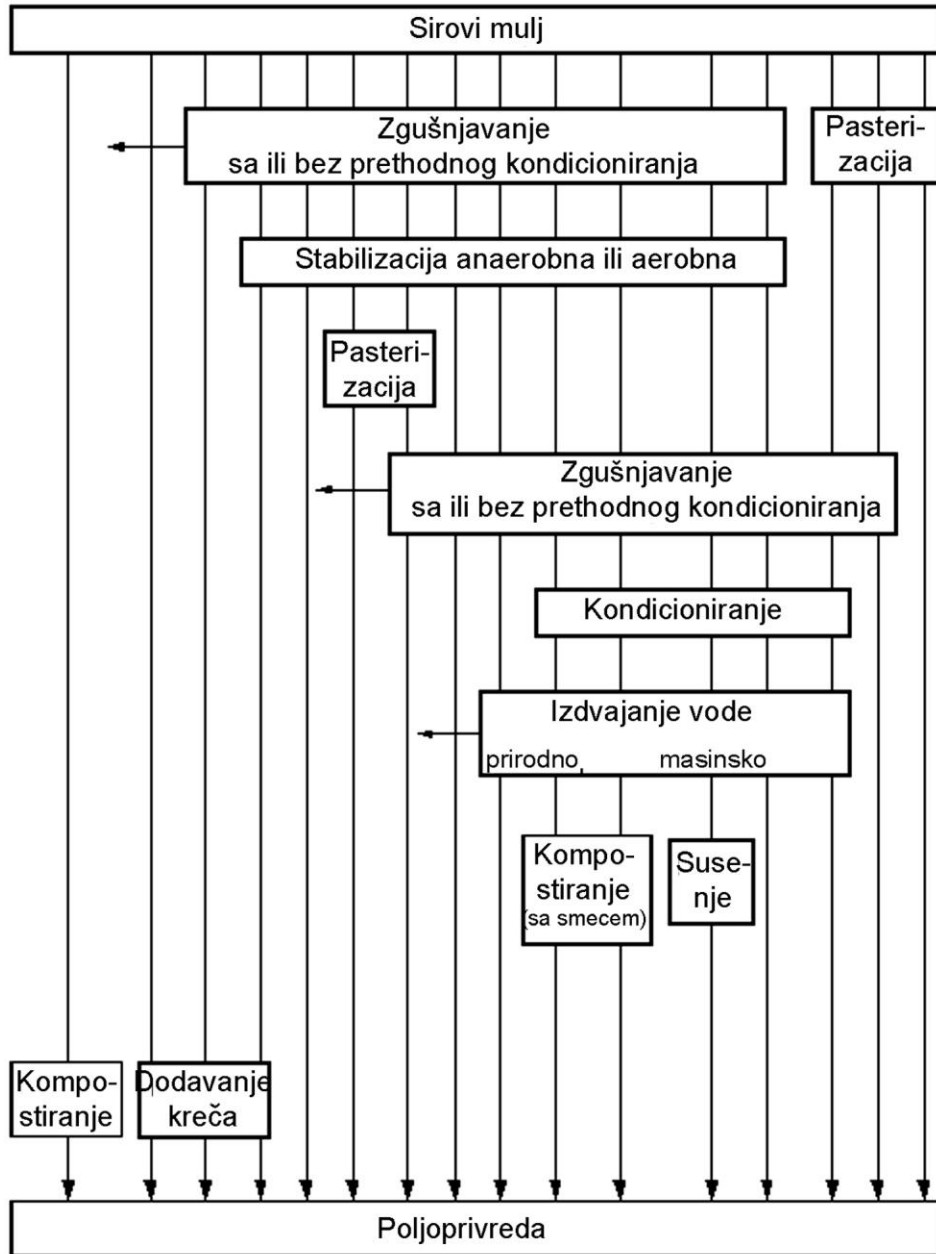 Sirovi mulj
Zgušnjavanje
sa ili bez prethodnog kondicioniranja
Pasteri-
zacija
Stabilizacija anaerobna ili aerobna
Pasteri-
zacija
Zgušnjavanje
sa ili bez prethodnog kondicioniranja
Kondicioniranje
Izdvajanje vode
prirodno, masinsko
Kompo-
stiranje
(sa smecem)
Suse-
nje
Kompo-
stiranje
Dodavanje
kreča
Poljoprivreda